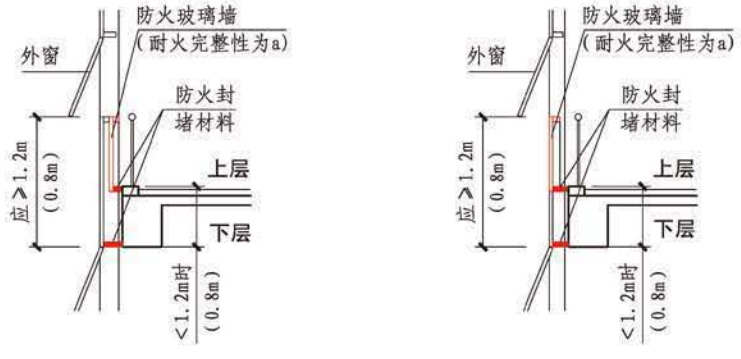 防火玻璃墙
(耐火完整性为a)
外窗
防火封
堵材料
应≥1.2m
(0.8m)
上层
下层
<1.2m时
(0.8m)
防火玻璃墙
(耐火完整性为a)
外窗
防火封
堵材料
应≥1.2m
(0.8m)
上层
下层
<1.2m时
(0.8m)